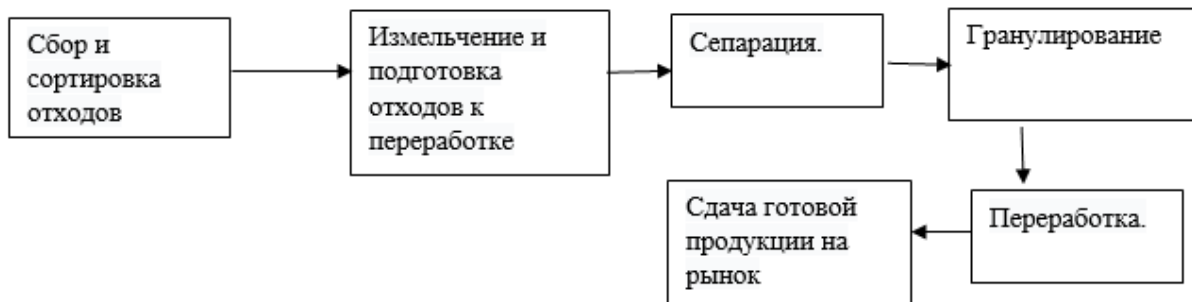 Сбор и
сортировка
отходов
Измельчение и
подготовка
отходов к
переработке
Сепарация.
Гранулирование
Переработка.
Сдача готовой
продукции на
рынок